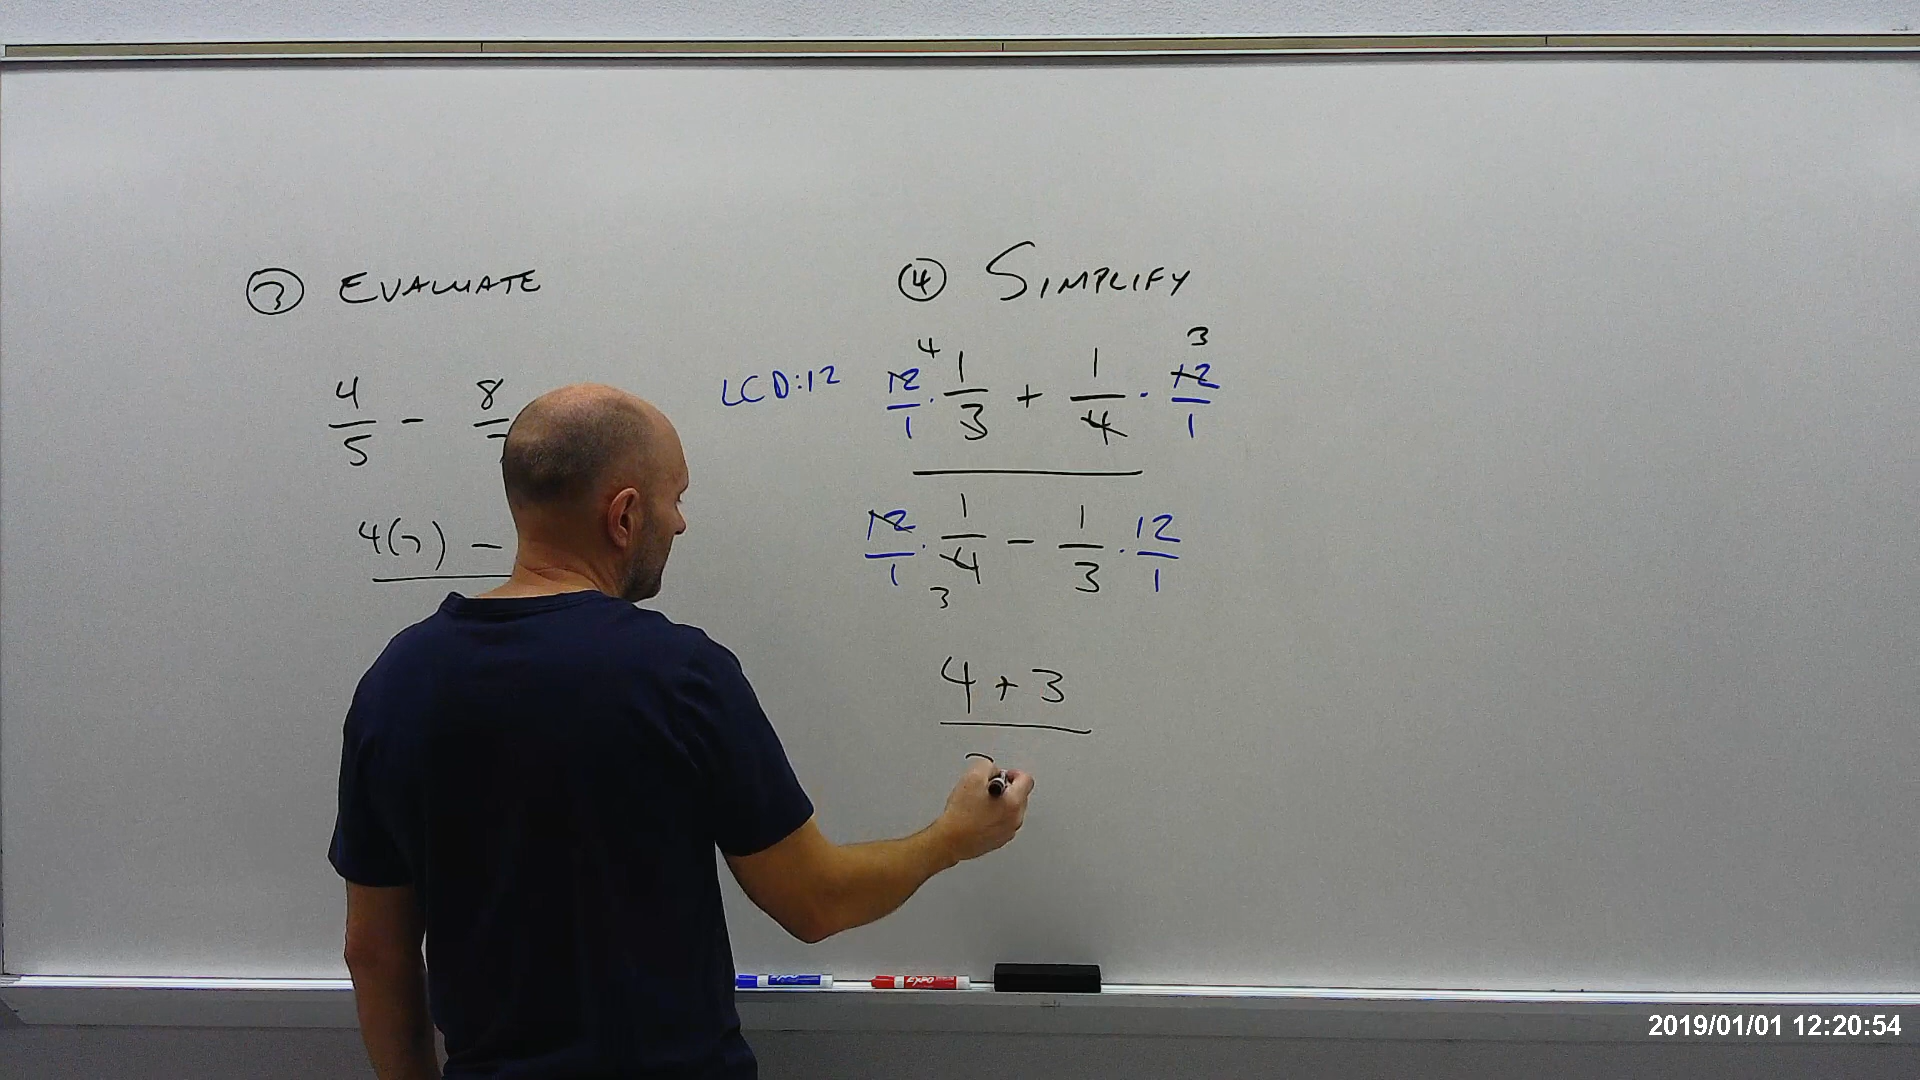 ③ EVALUATE
4/5 - 8/
4(7) -
④ SIMPLIFY
4 3
LCD:12 12/1 · 1/3 + 1/4 · 12/1
12/1 · 1/4 - 1/3 · 12/1
3
4 + 3
2019/01/01 12:20:54